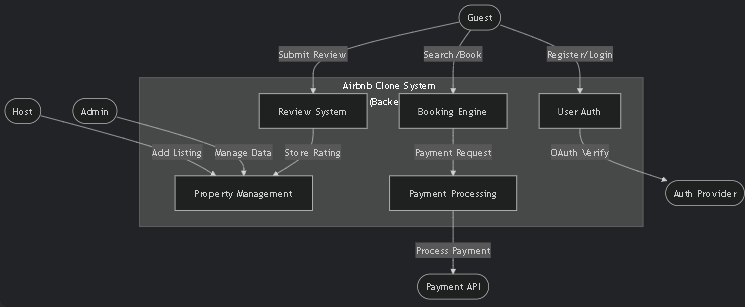 Guest
Submit Review
Search/Book
Register/Login
Airbnb Clone System
(Backe
Host
Admin
Review System
Booking Engine
User Auth
Add Listing
Manage Data
Store Rating
Payment Request
OAuth Verify
Property Management
Payment Processing
Auth Provider
Process Payment
Payment API